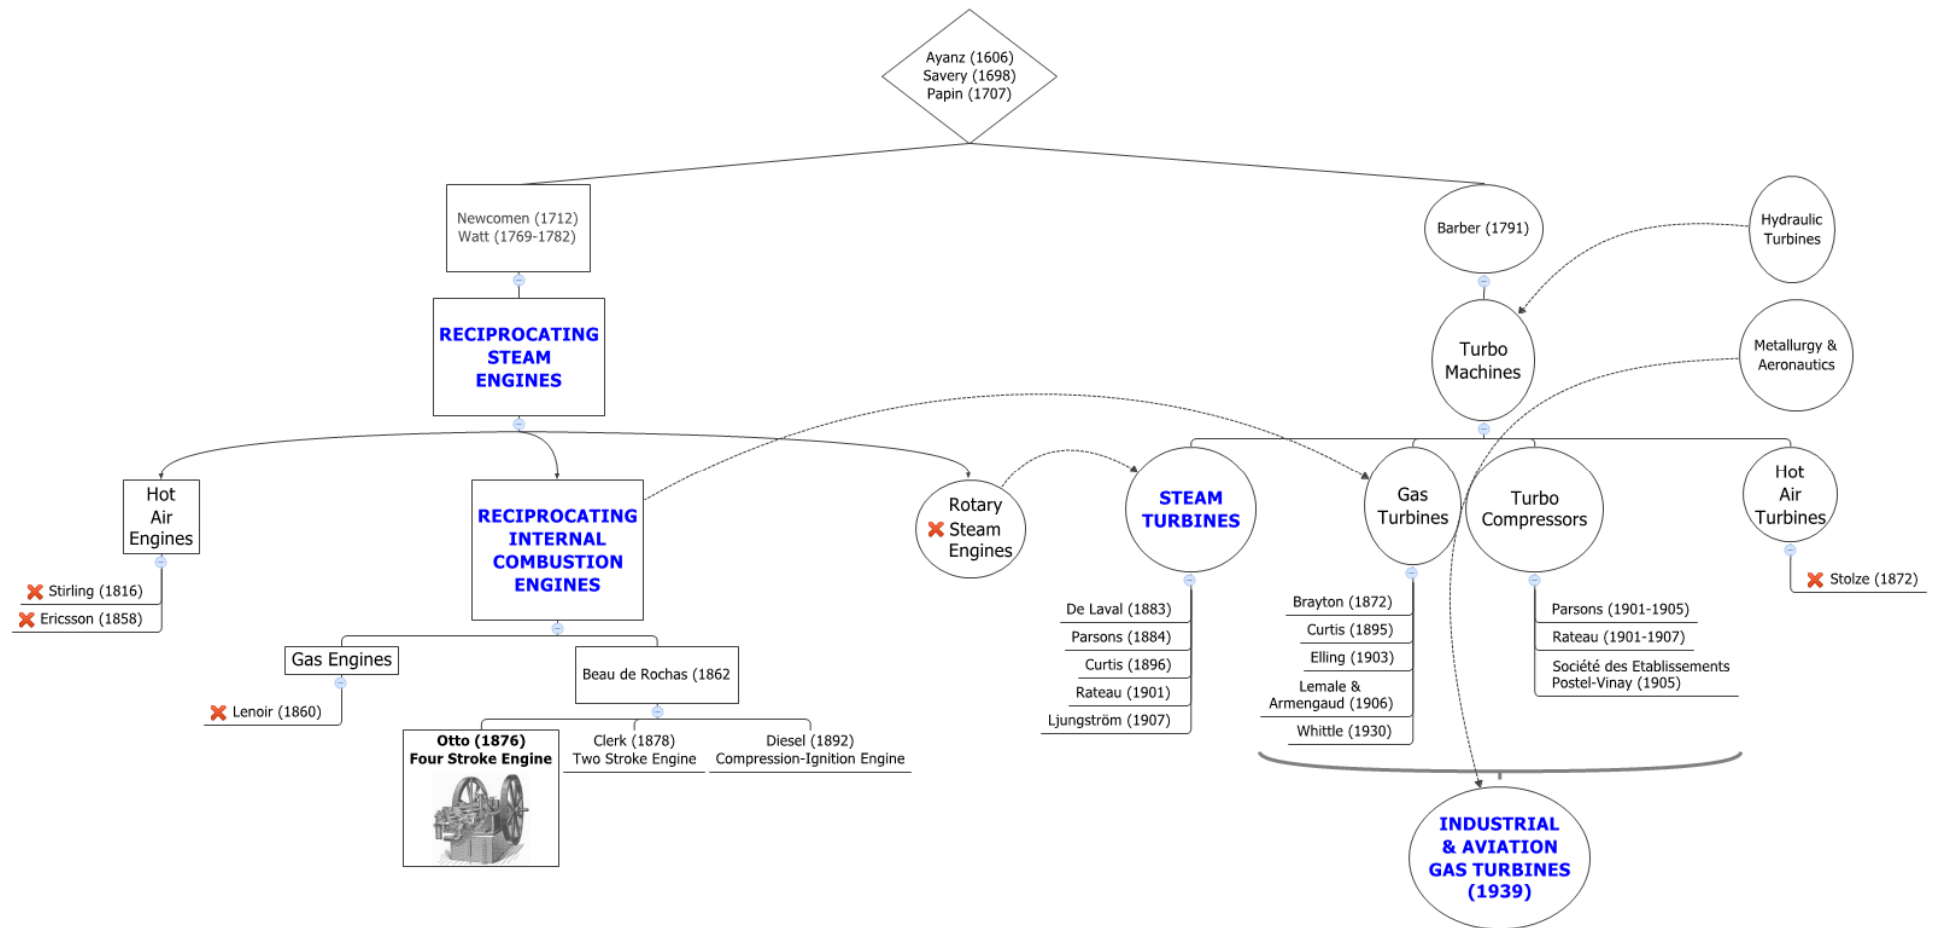 Ayanz (1606)
Savery (1698)
Papin (1707)
Newcomen (1712)
Watt (1769-1782)
Barber (1791)
Hydraulic
Turbines
RECIPROCATING
STEAM
ENGINES
Turbo
Machines
Metallurgy &
Aeronautics
Hot
Air
Engines
Stirling (1816)
Ericsson (1858)
RECIPROCATING
INTERNAL
COMBUSTION
ENGINES
Rotary
Steam
Engines
STEAM
TURBINES
Gas
Turbines
Turbo
Compressors
Hot
Air
Turbines
Stolze (1872)
De Laval (1883)
Parsons (1884)
Curtis (1896)
Rateau (1901)
Ljungström (1907)
Brayton (1872)
Curtis (1895)
Elling (1903)
Lemale &
Armengaud (1906)
Whittle (1930)
Parsons (1901-1905)
Rateau (1901-1907)
Société des Etablissements
Postel-Vinay (1905)
Gas Engines
Lenoir (1860)
Beau de Rochas (1862
Otto (1876)
Four Stroke Engine
Clerk (1878)
Two Stroke Engine
Diesel (1892)
Compression-Ignition Engine
INDUSTRIAL
& AVIATION
GAS TURBINES
(1939)